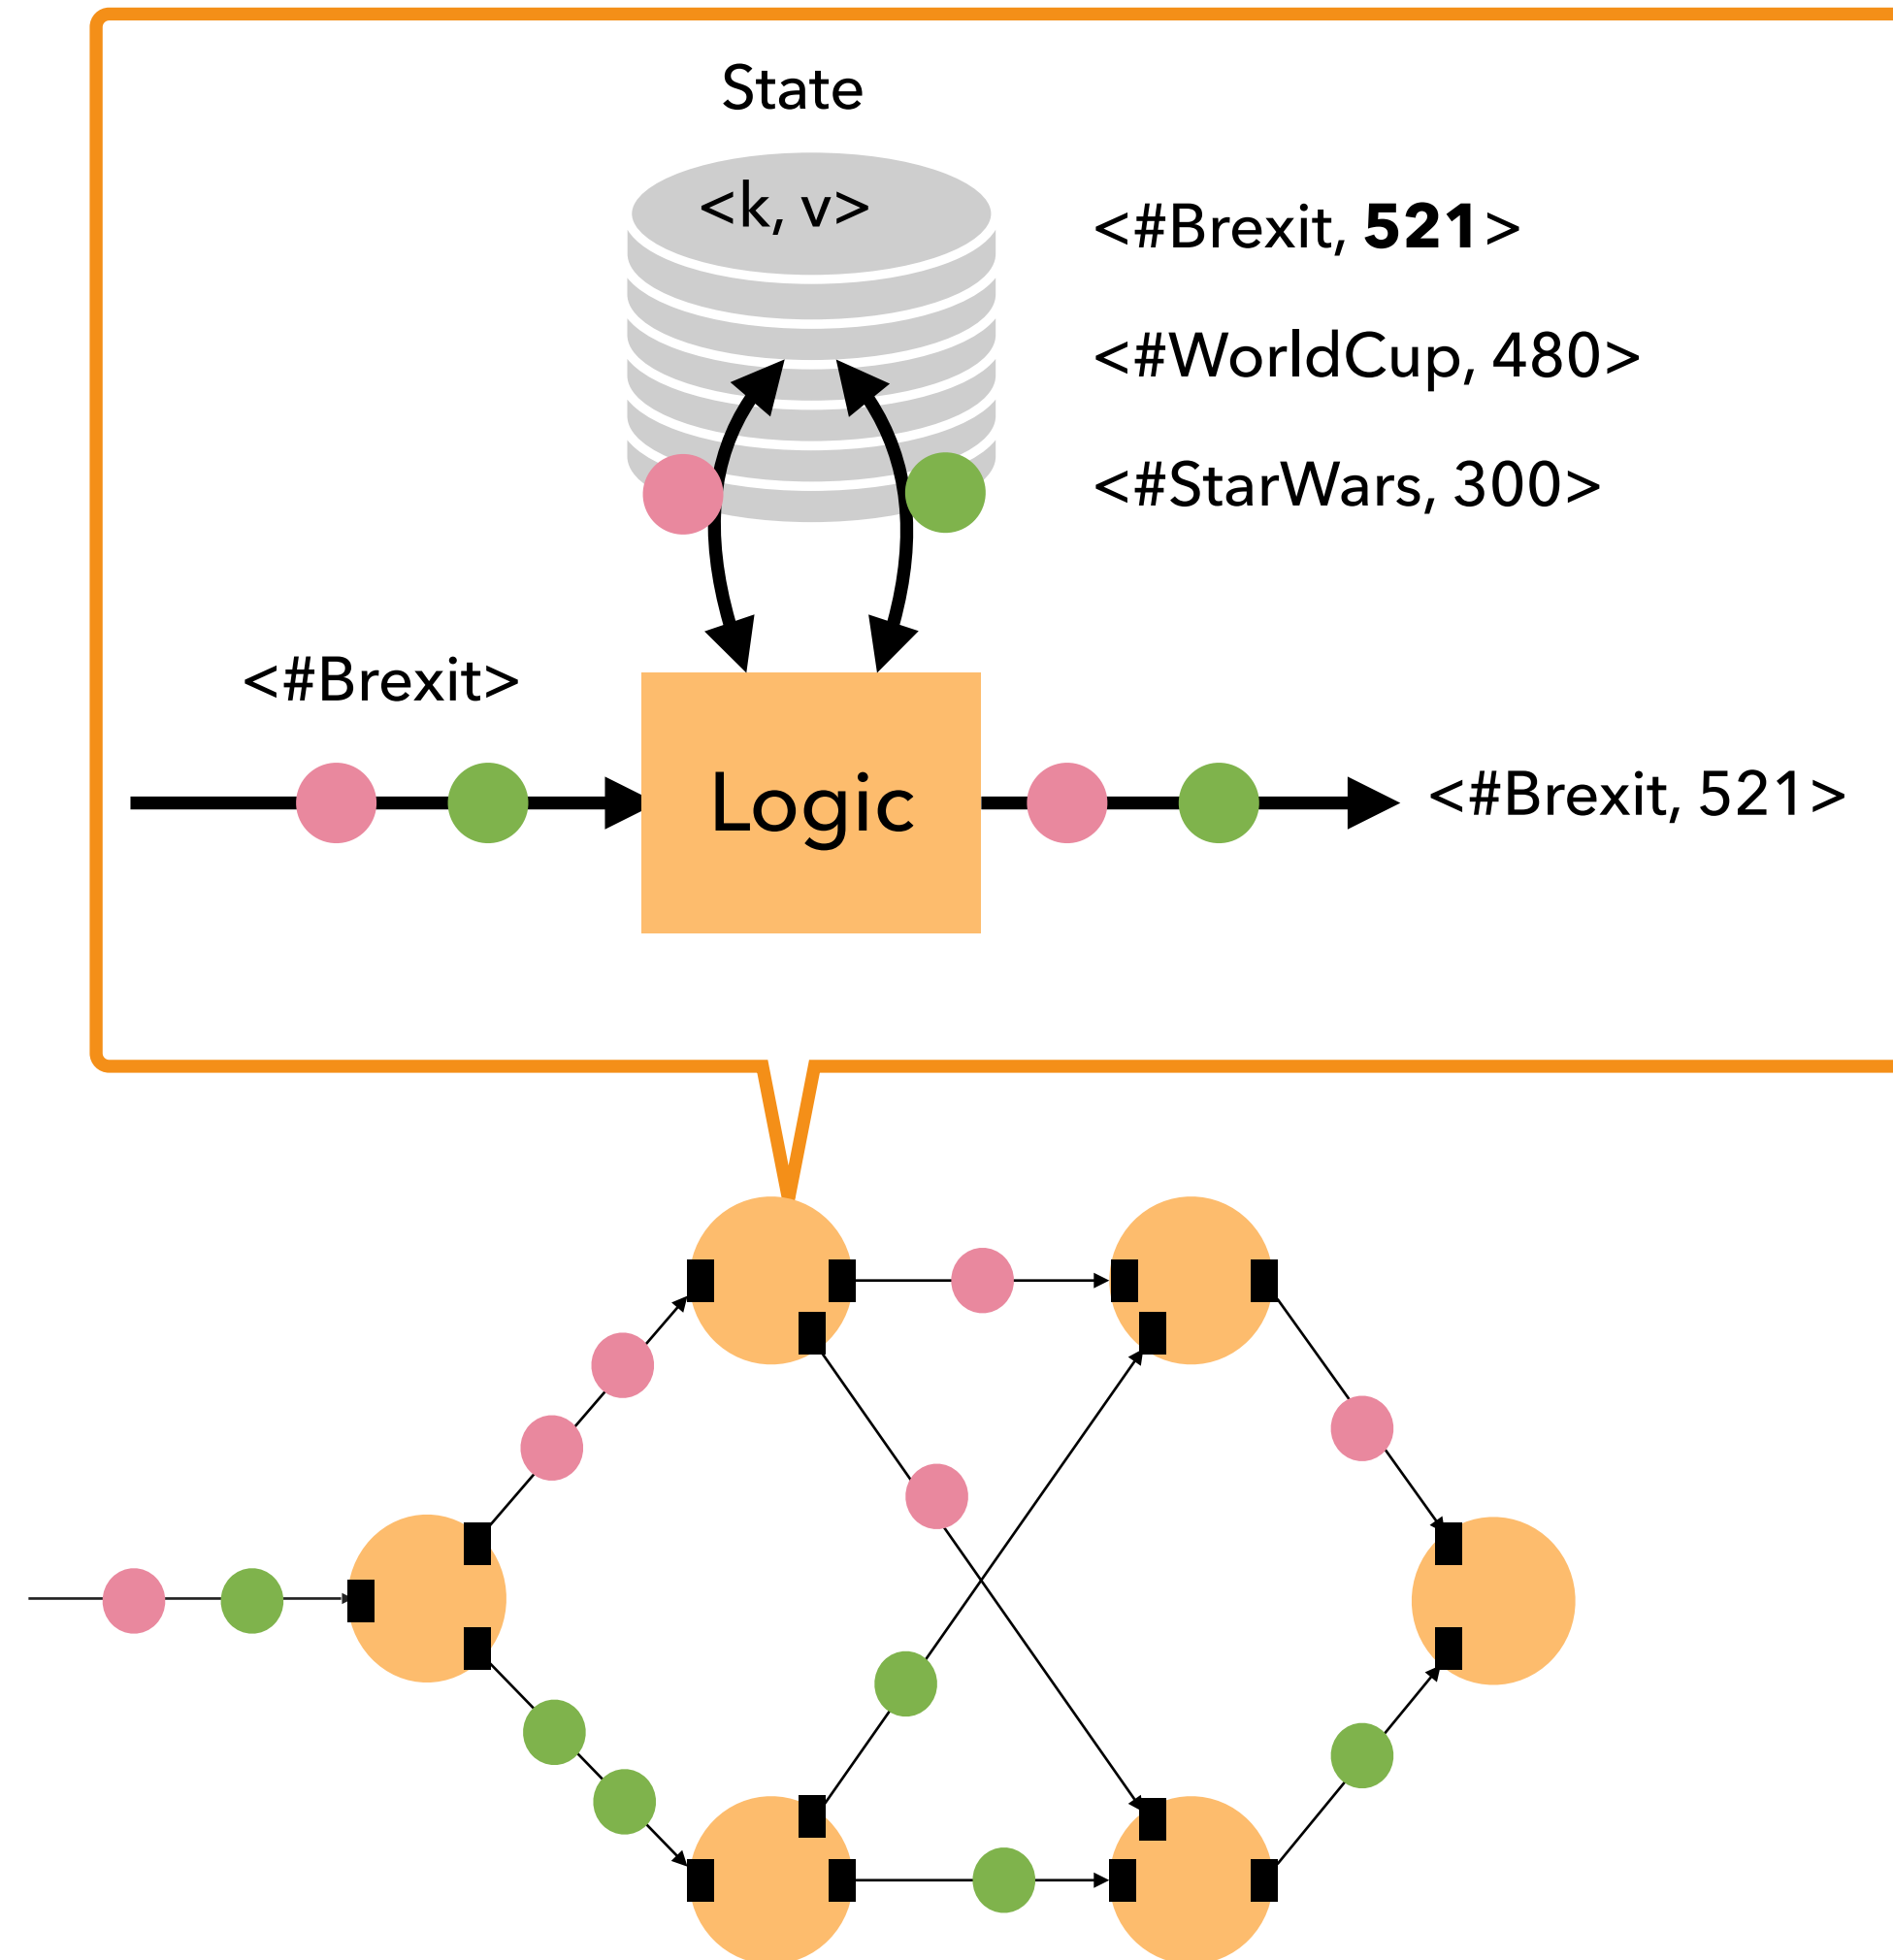 State
<k, v>
<#Brexit, 521>
<#WorldCup, 480>
<#StarWars, 300>
<#Brexit>
Logic
<#Brexit, 521>